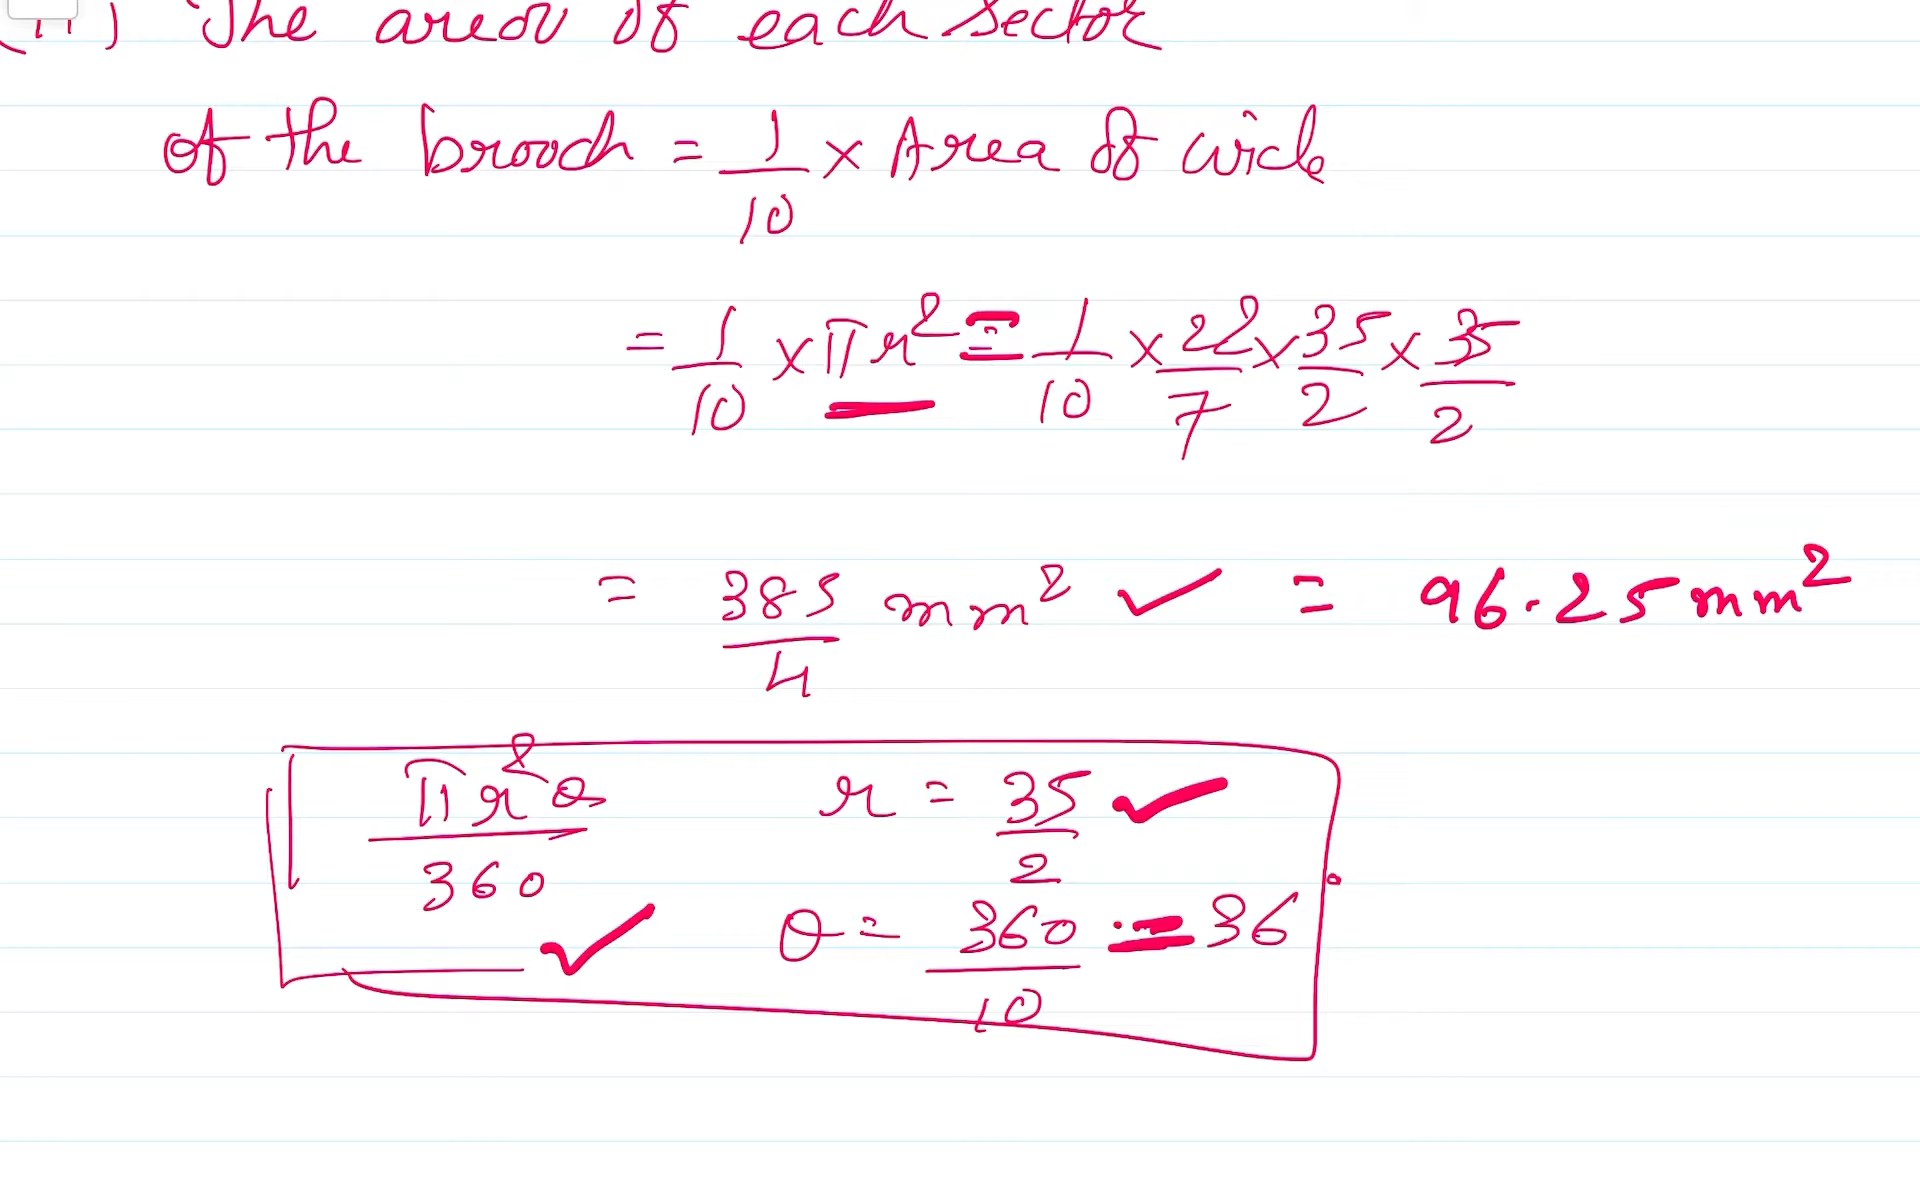 (ii) The area of each sector
of the brooch = 1/10 × Area of circle
= 1/10 × πr² = 1/10 × 22/7 × 35/2 × 35/2
= 385/4 mm² ✓ = 96.25 mm²
πr²θ/360 ✓ r = 35/2 ✓
θ = 360/10 = 36